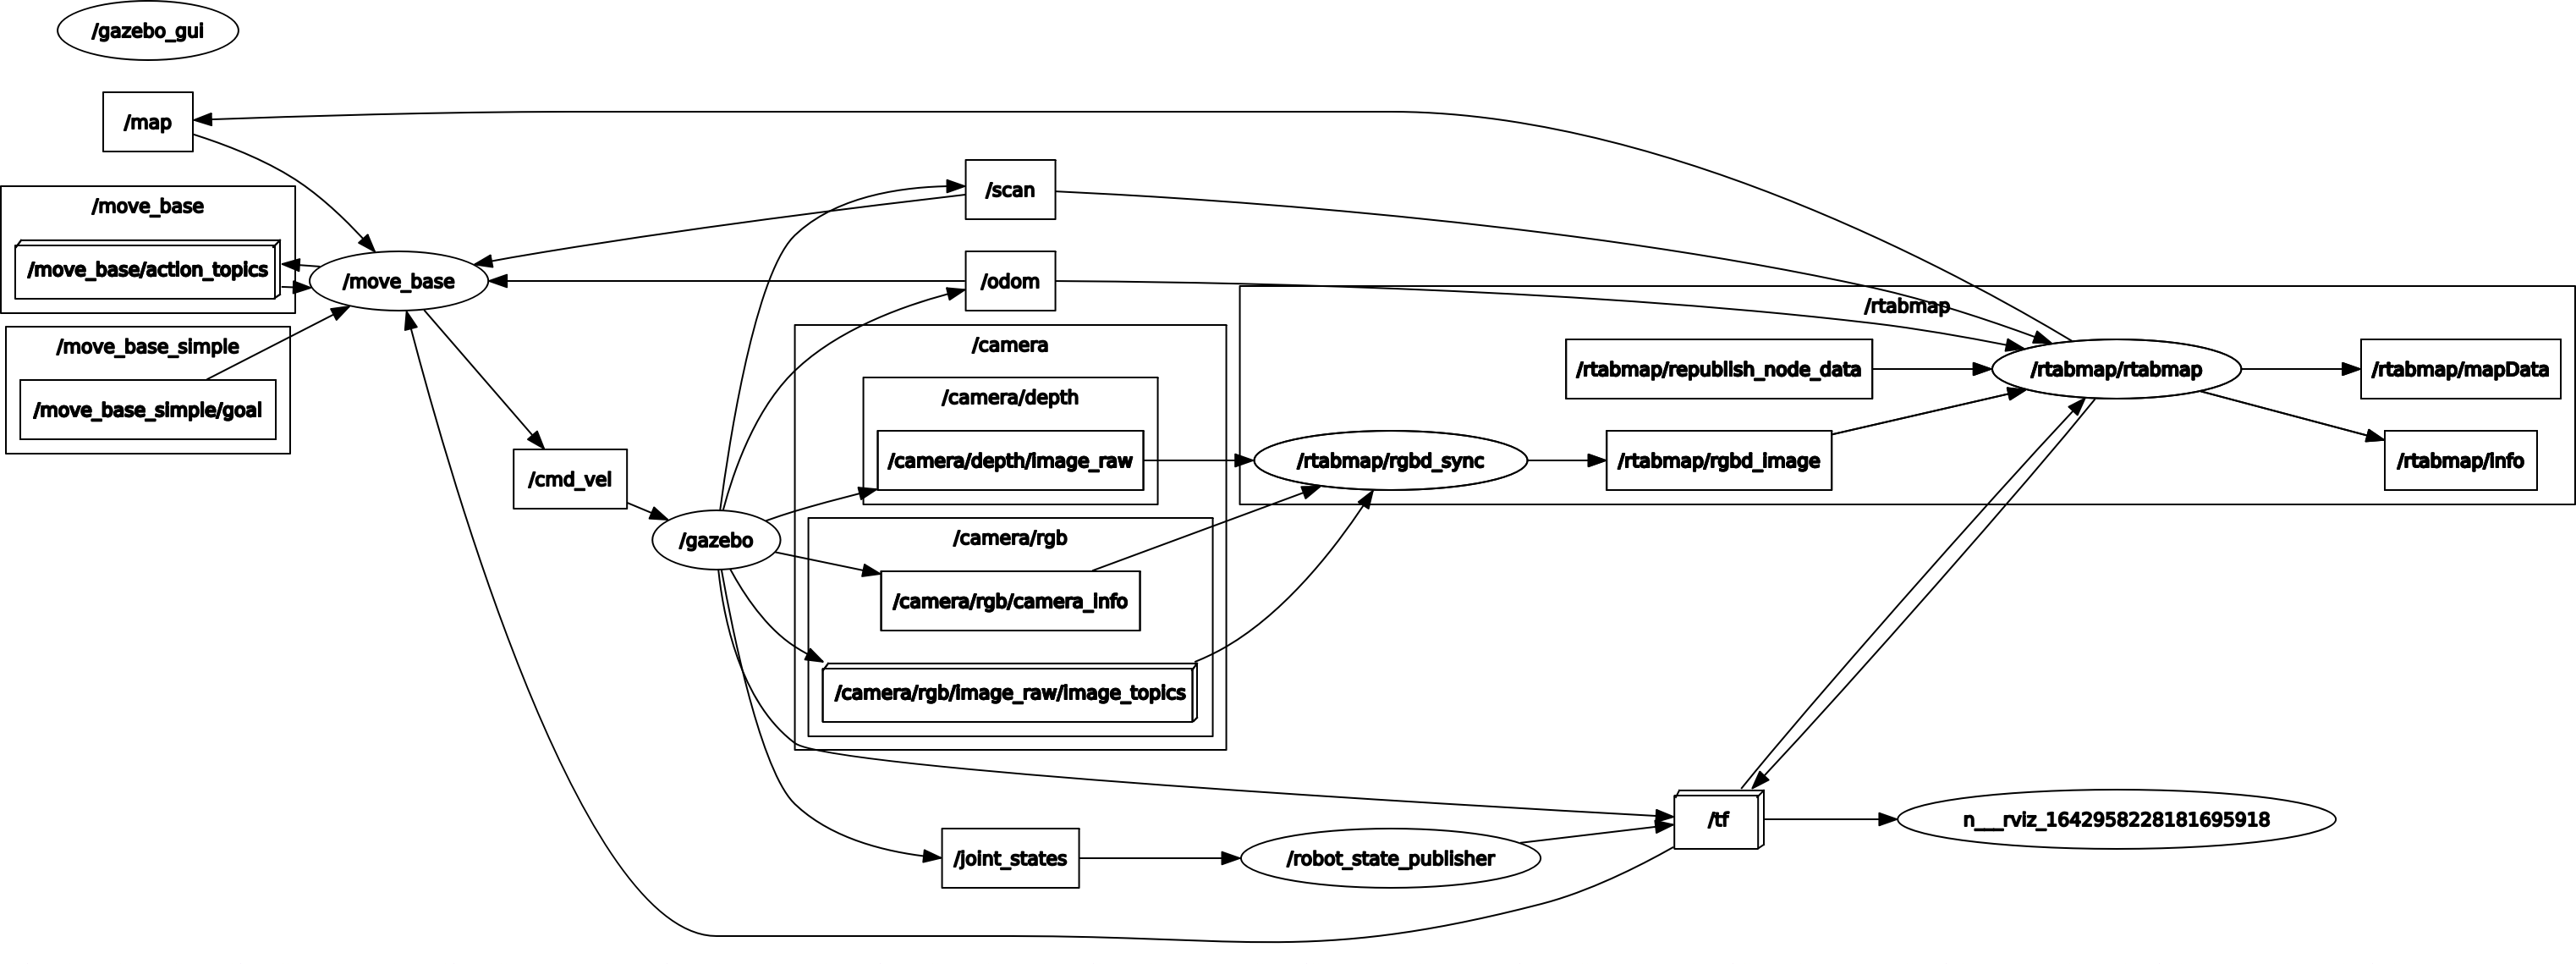 /gazebo_gui
/map
/scan
/move_base
/move_base/action_topics
/move_base
/odom
/rtabmap
/move_base_simple
/move_base_simple/goal
/camera
/camera/depth
/camera/depth/image_raw
/rtabmap/republish_node_data
/rtabmap/rtabmap
/rtabmap/mapData
/rtabmap/rgbd_sync
/rtabmap/rgbd_image
/rtabmap/info
/cmd_vel
/gazebo
/camera/rgb
/camera/rgb/camera_info
/camera/rgb/image_raw/image_topics
/tf
n___rviz_1642958228181695918
/joint_states
/robot_state_publisher